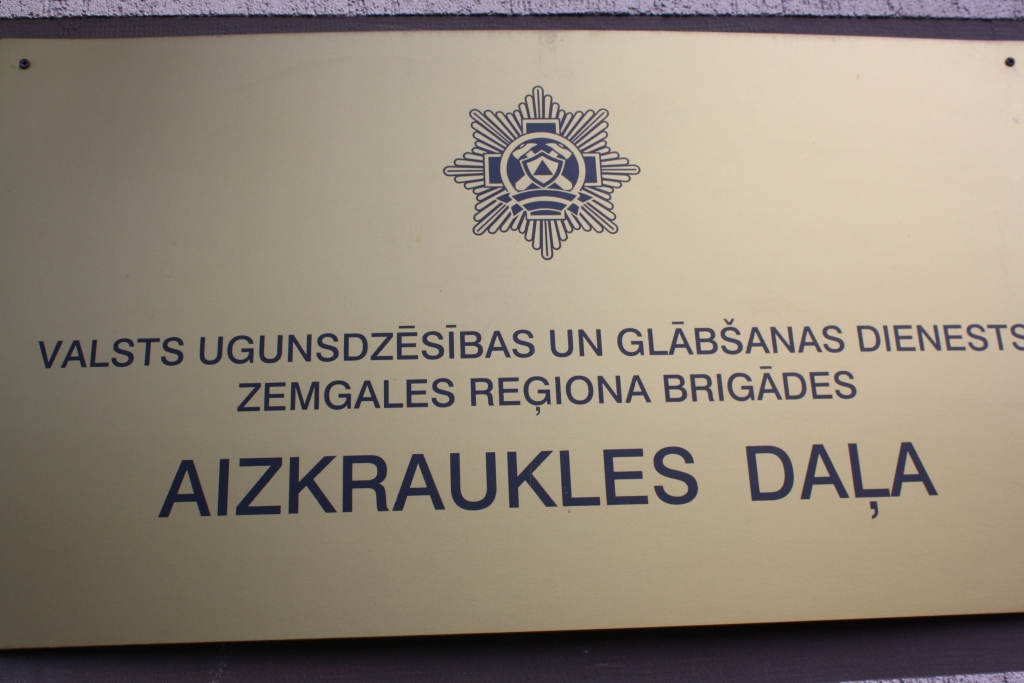 VALSTS UGUNSDZĒSĪBAS UN GLĀBŠANAS DIENESTS
ZEMGALES REĢIONA BRIGĀDES
AIZKRAUKLES DAĻA